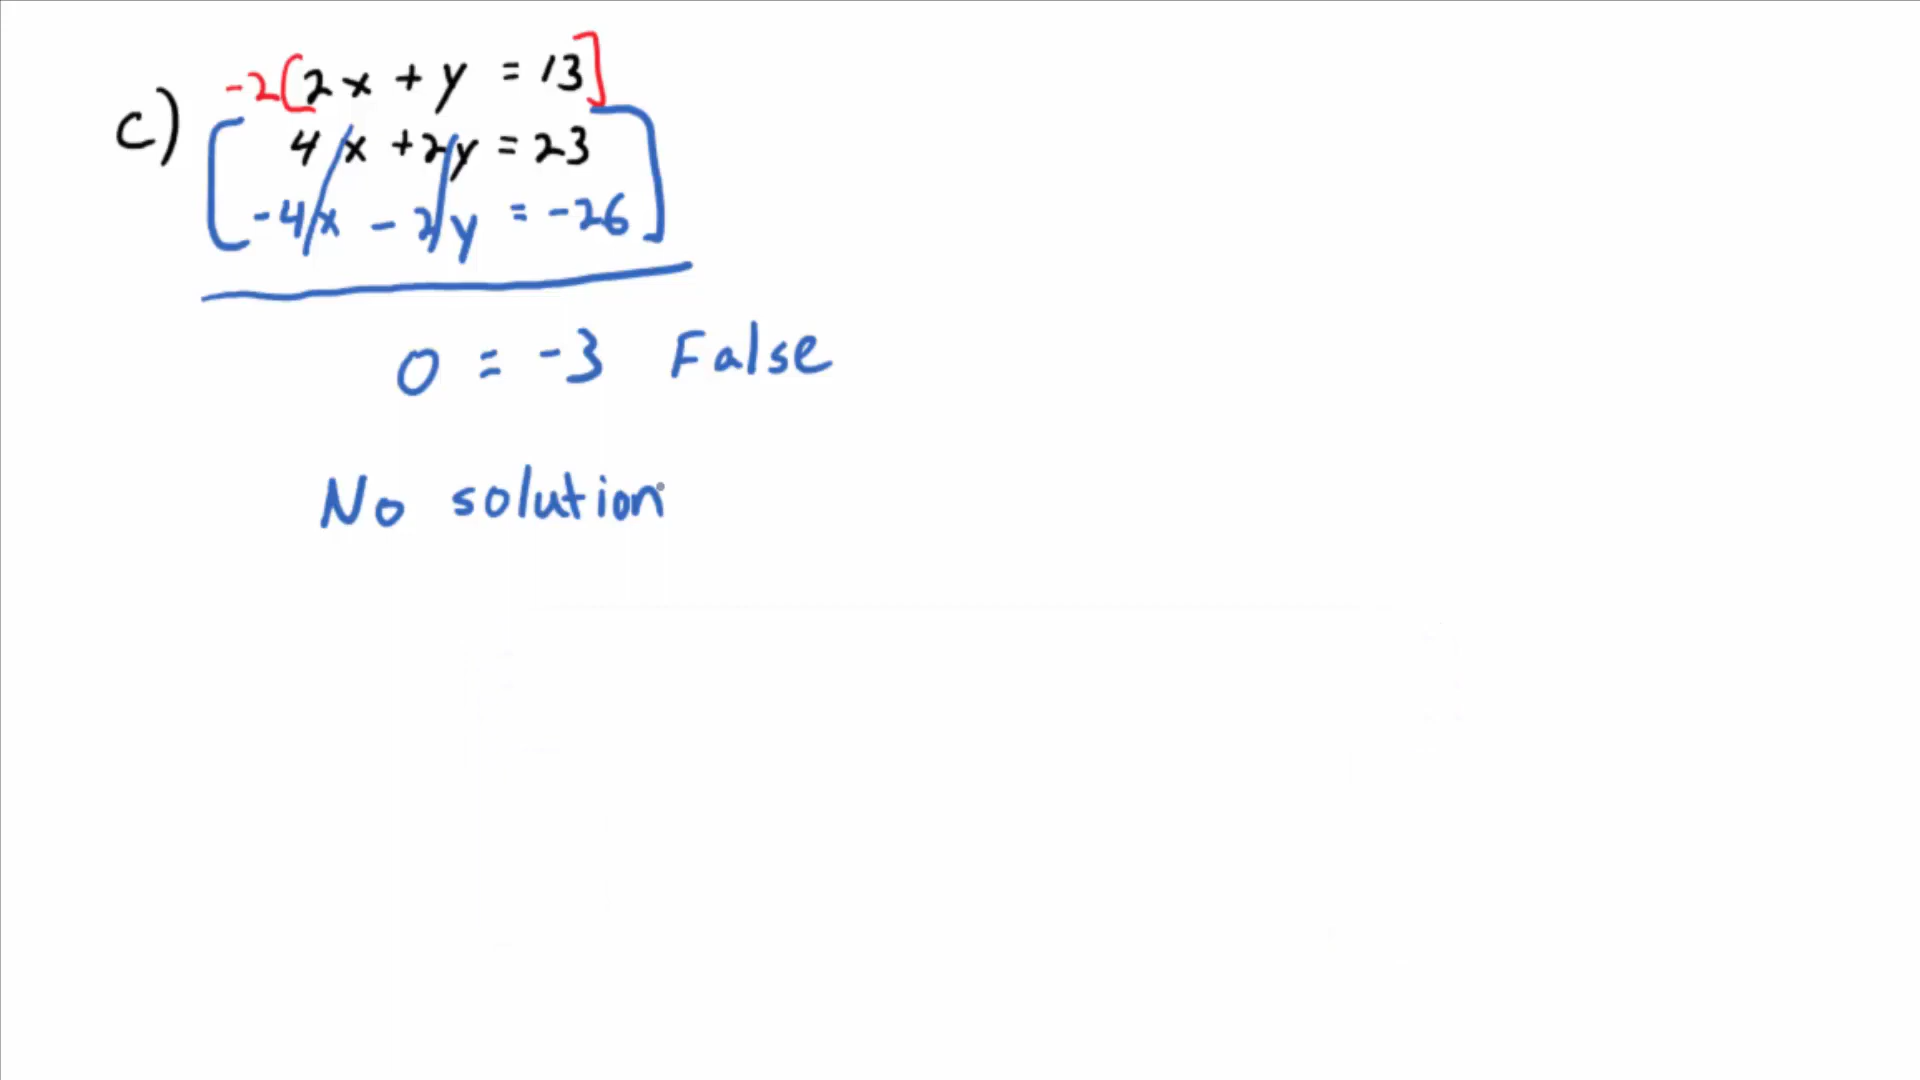 -2[2x + y = 13]
c)
4x + 2y = 23
-4x - 2y = -26
0 = -3 False
No solution